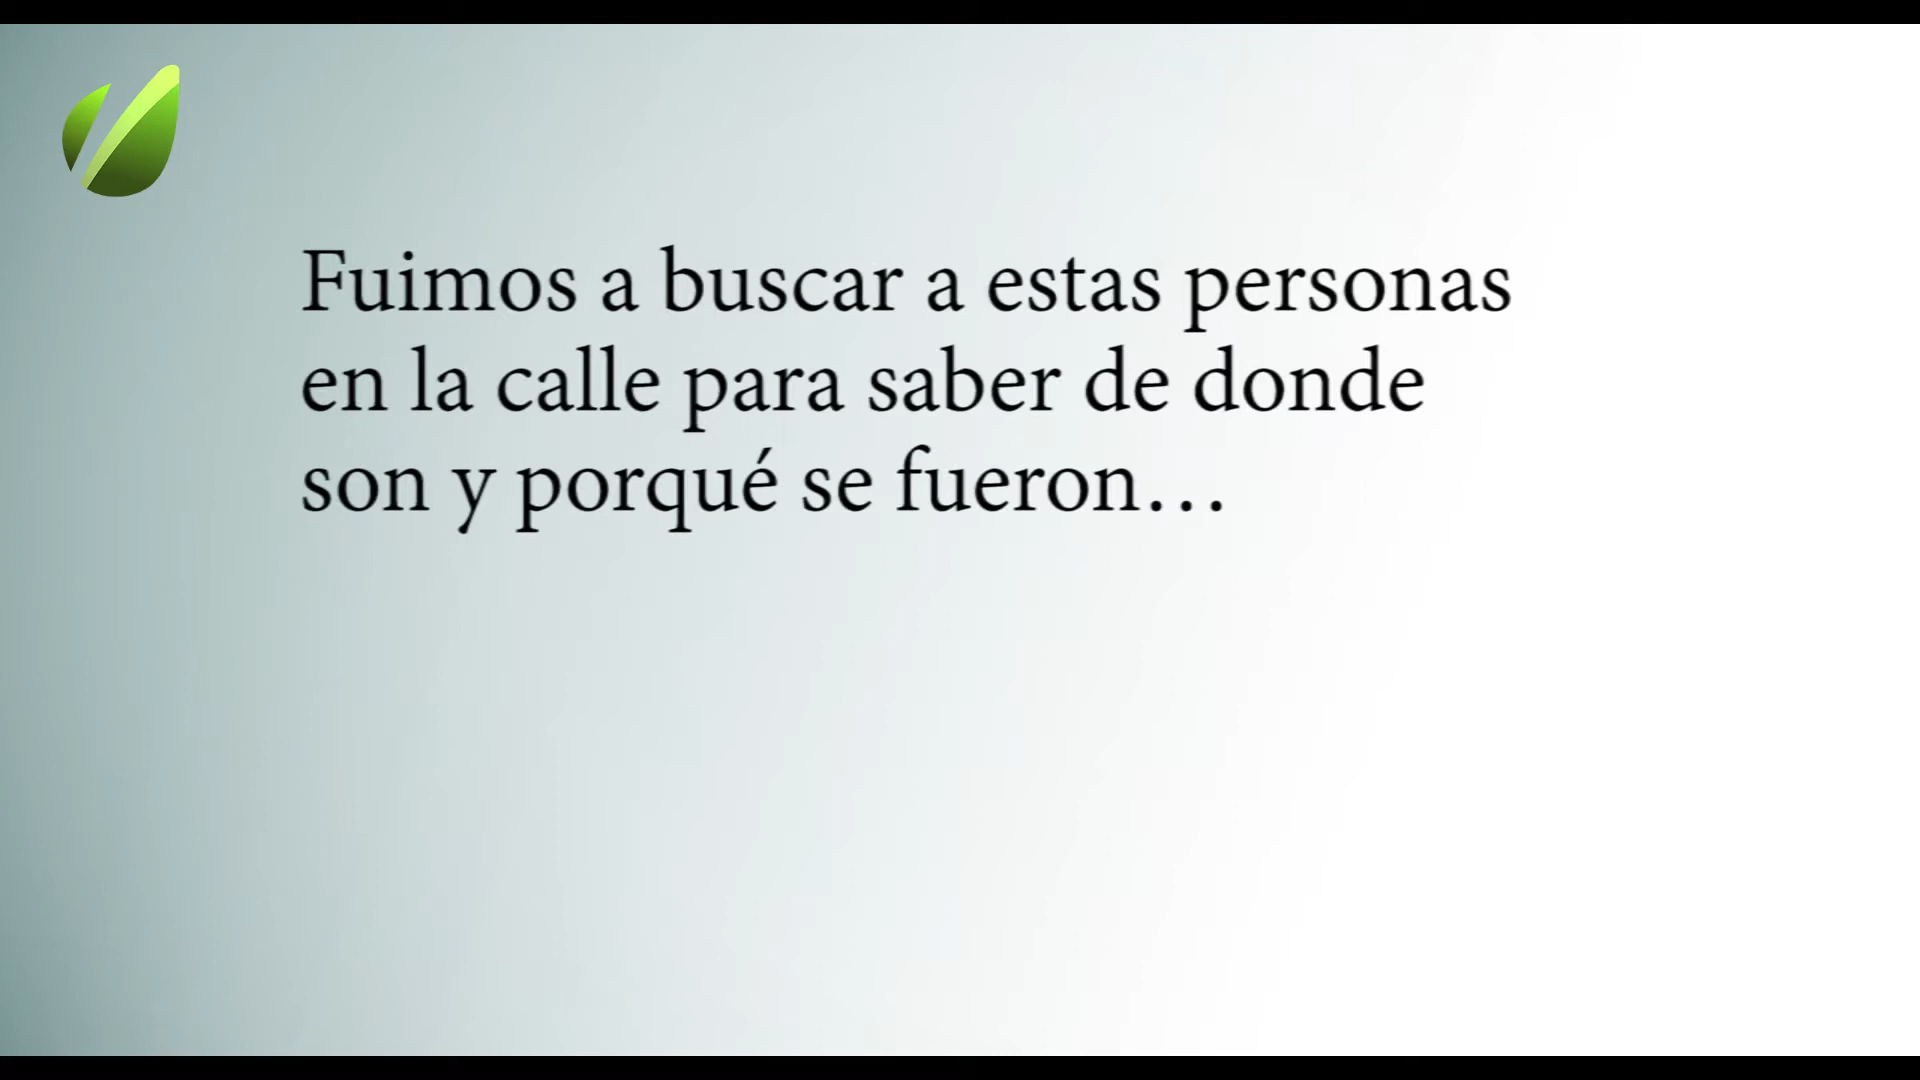 Fuimos a buscar a estas personas
en la calle para saber de donde
son y porqué se fueron…